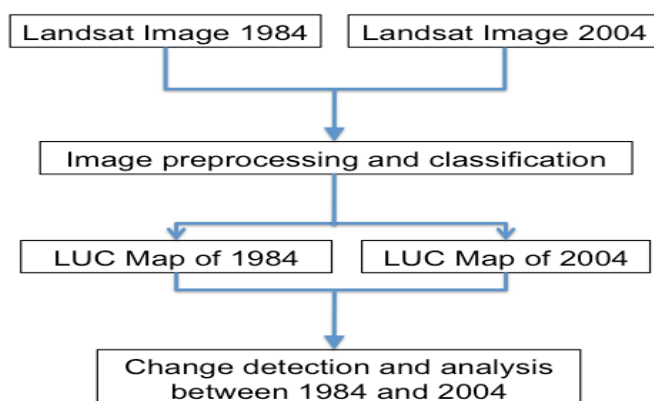 Landsat Image 1984
Landsat Image 2004
Image preprocessing and classification
LUC Map of 1984
LUC Map of 2004
Change detection and analysis
between 1984 and 2004